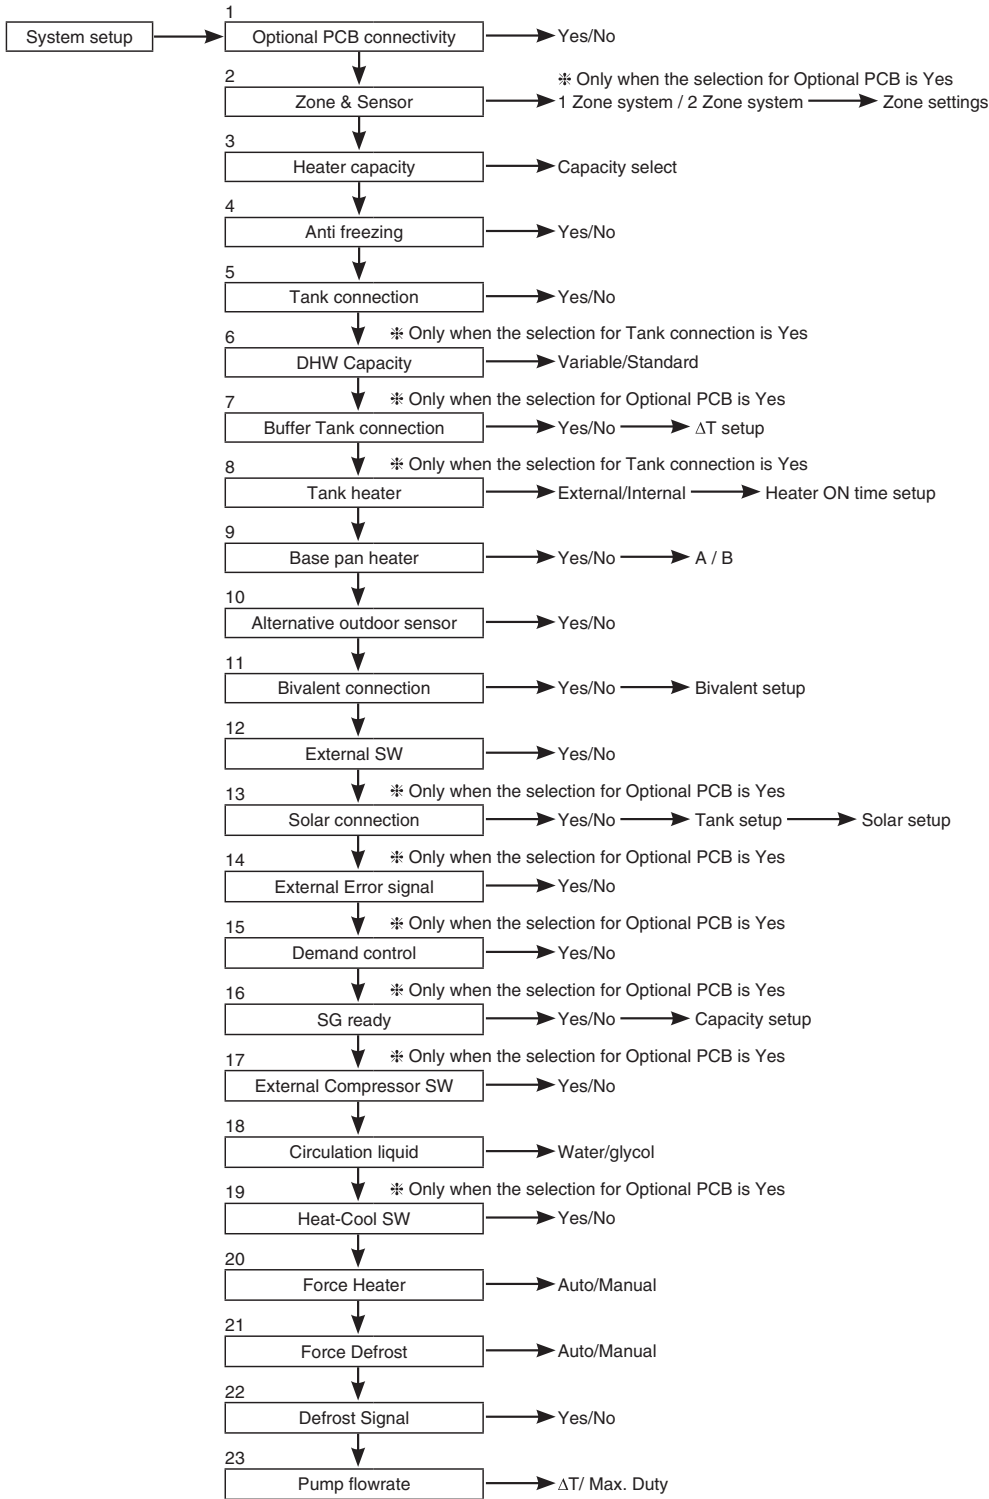 1
System setup
Optional PCB connectivity
Yes/No
2
❈ Only when the selection for Optional PCB is Yes
Zone & Sensor
1 Zone system / 2 Zone system
Zone settings
3
Heater capacity
Capacity select
4
Anti freezing
Yes/No
5
Tank connection
Yes/No
6
❈ Only when the selection for Tank connection is Yes
DHW Capacity
Variable/Standard
7
❈ Only when the selection for Optional PCB is Yes
Buffer Tank connection
Yes/No
ΔT setup
8
❈ Only when the selection for Tank connection is Yes
Tank heater
External/Internal
Heater ON time setup
9
Base pan heater
Yes/No
A / B
10
Alternative outdoor sensor
Yes/No
11
Bivalent connection
Yes/No
Bivalent setup
12
External SW
Yes/No
13
❈ Only when the selection for Optional PCB is Yes
Solar connection
Yes/No
Tank setup
Solar setup
14
❈ Only when the selection for Optional PCB is Yes
External Error signal
Yes/No
15
❈ Only when the selection for Optional PCB is Yes
Demand control
Yes/No
16
❈ Only when the selection for Optional PCB is Yes
SG ready
Yes/No
Capacity setup
17
❈ Only when the selection for Optional PCB is Yes
External Compressor SW
Yes/No
18
Circulation liquid
Water/glycol
19
❈ Only when the selection for Optional PCB is Yes
Heat-Cool SW
Yes/No
20
Force Heater
Auto/Manual
21
Force Defrost
Auto/Manual
22
Defrost Signal
Yes/No
23
Pump flowrate
ΔT/ Max. Duty